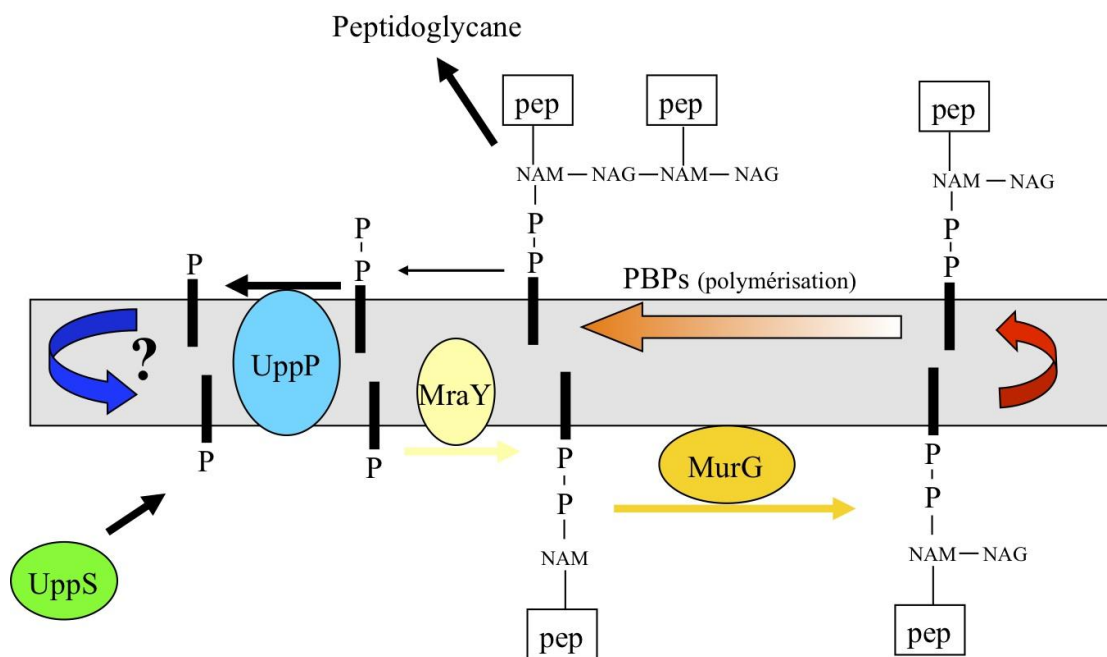 Peptidoglycane
pep
pep
pep
NAM — NAG — NAM — NAG
NAM — NAG
P
P
P
P
P
P
P
PBPs (polymérisation)
?
UppP
MraY
P
P
P
P
MurG
P
P
UppS
NAM
NAM — NAG
pep
pep